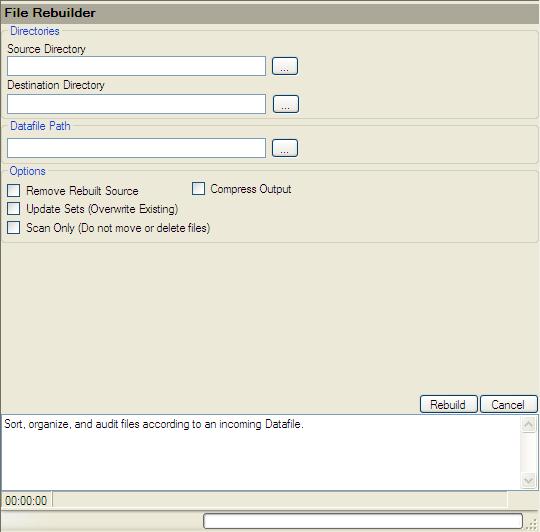 File Rebuilder
Directories
Source Directory
...
Destination Directory
...
Datafile Path
...
Options
Remove Rebuilt Source
Compress Output
Update Sets (Overwrite Existing)
Scan Only (Do not move or delete files)
Rebuild
Cancel
Sort, organize, and audit files according to an incoming Datafile.
00:00:00